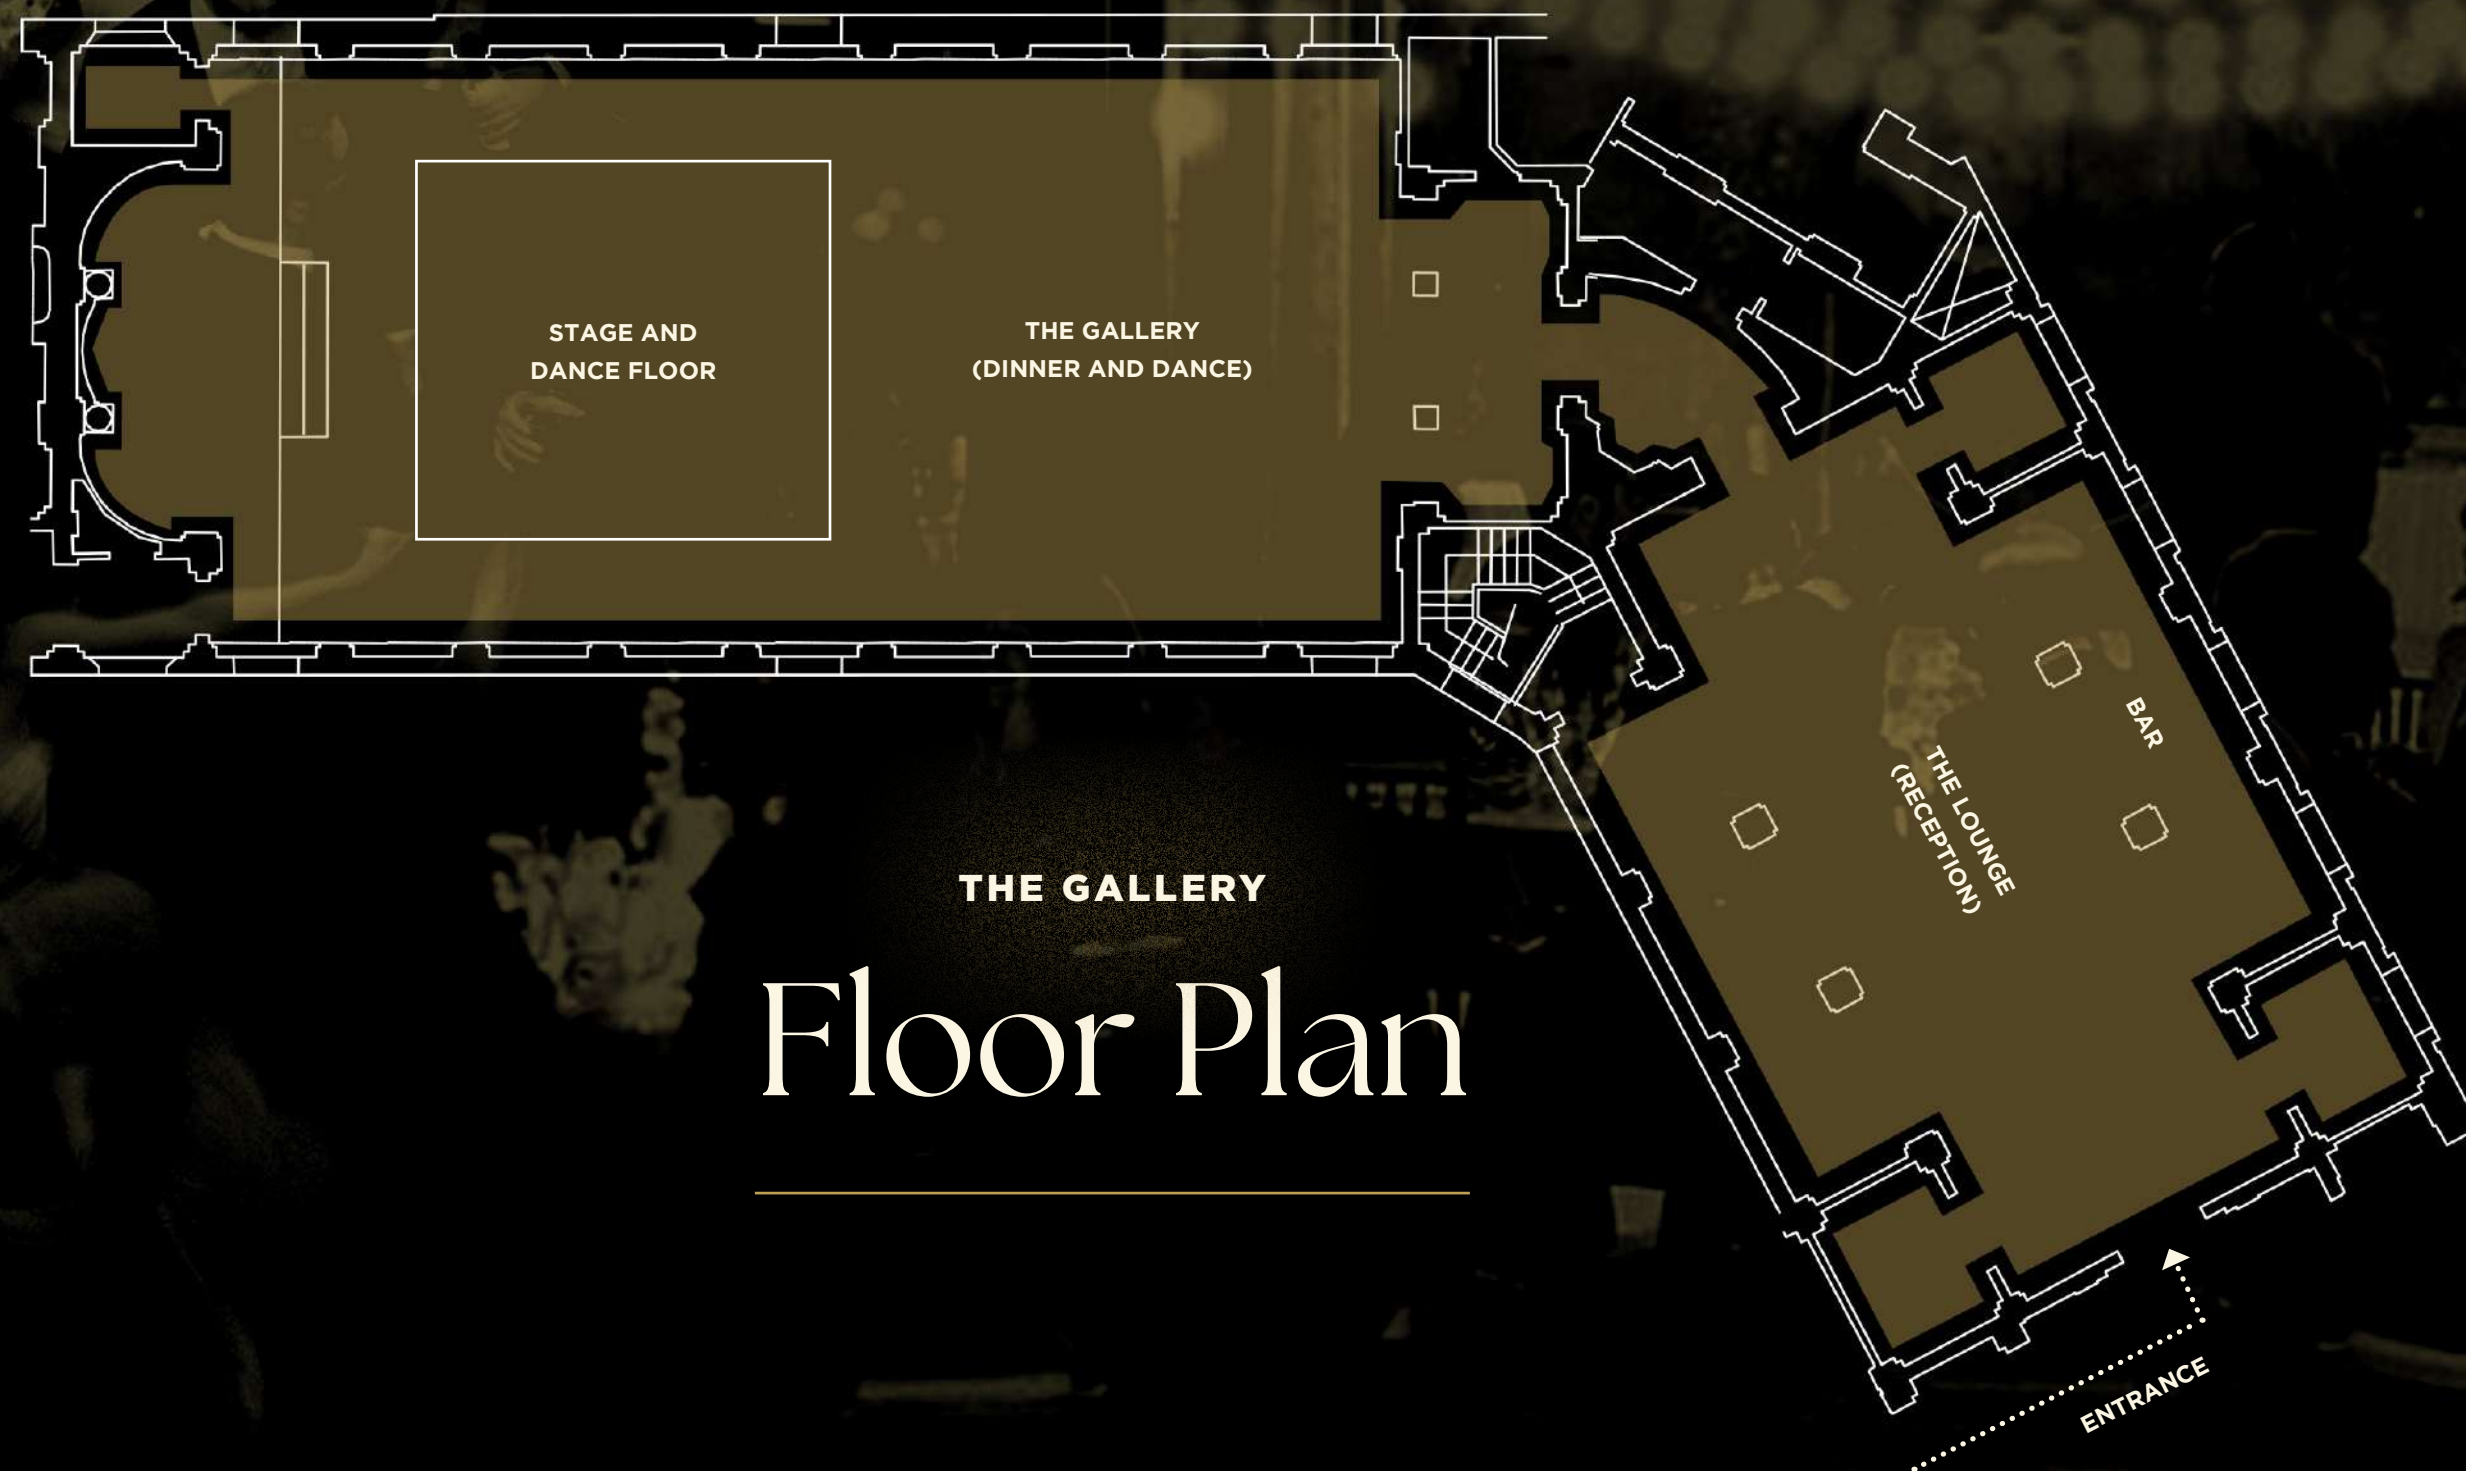 STAGE AND
DANCE FLOOR
THE GALLERY
(DINNER AND DANCE)
BAR
THE LOUNGE
(RECEPTION)
THE GALLERY
Floor Plan
ENTRANCE